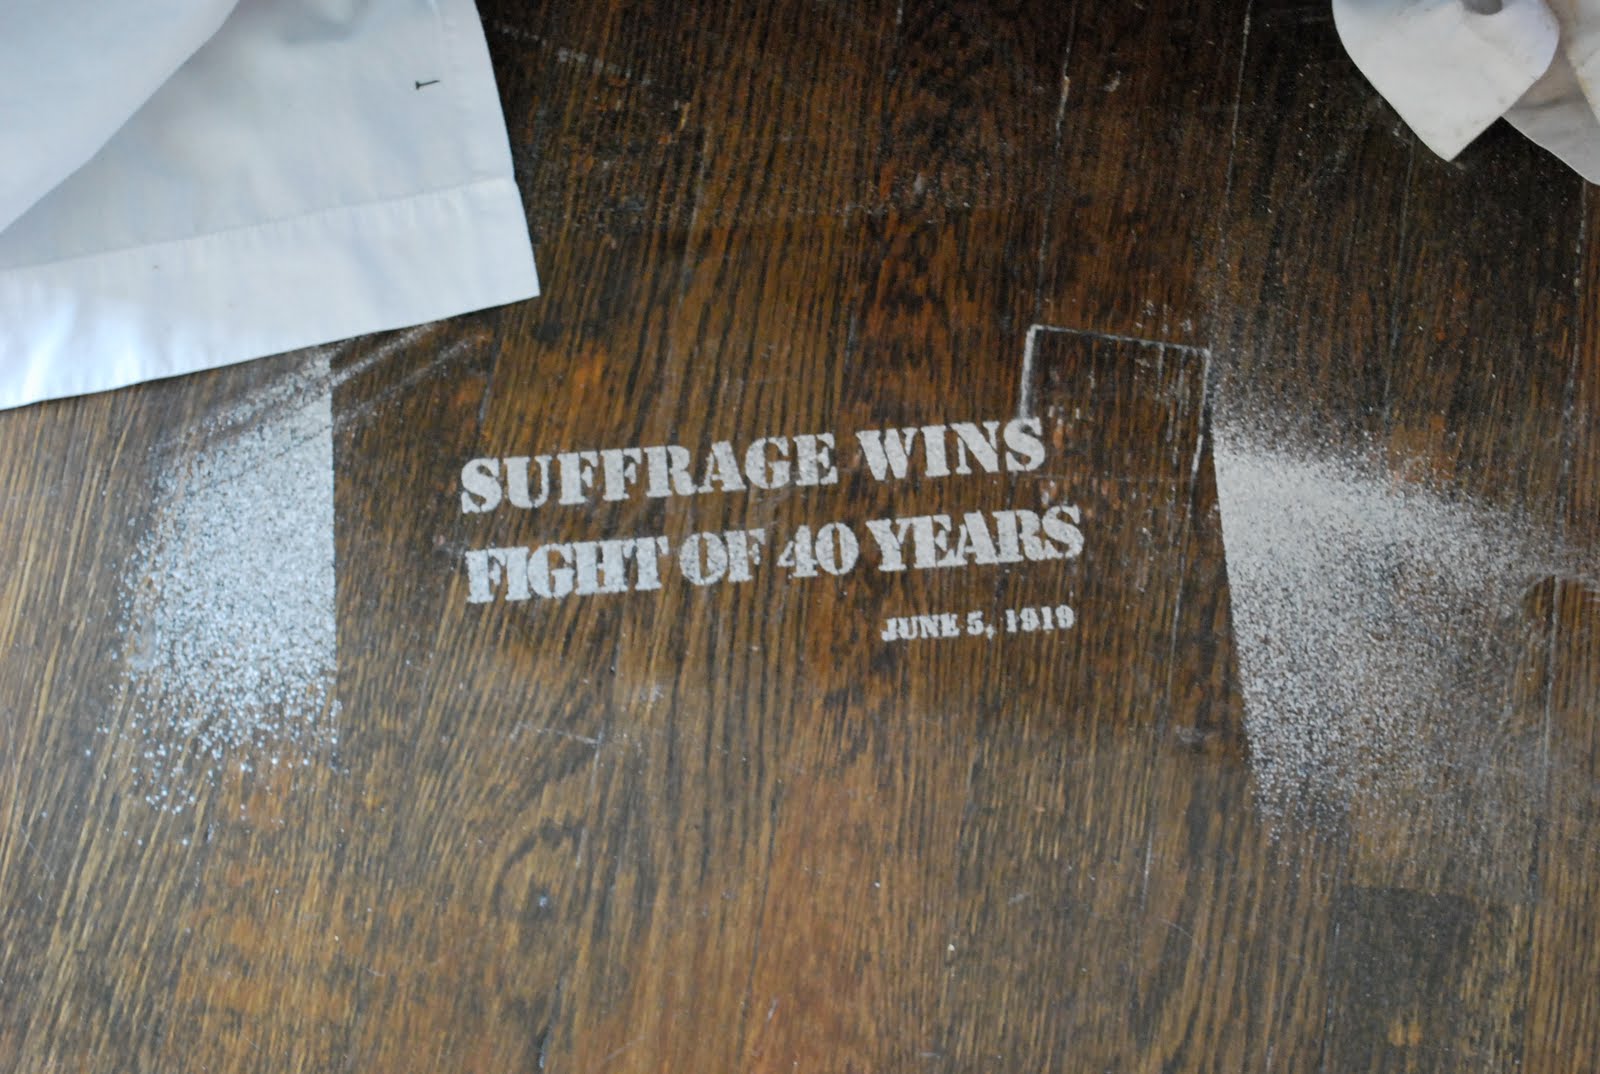 SUFFRAGE WINS
FIGHT OF 40 YEARS
JUNE 5, 1919